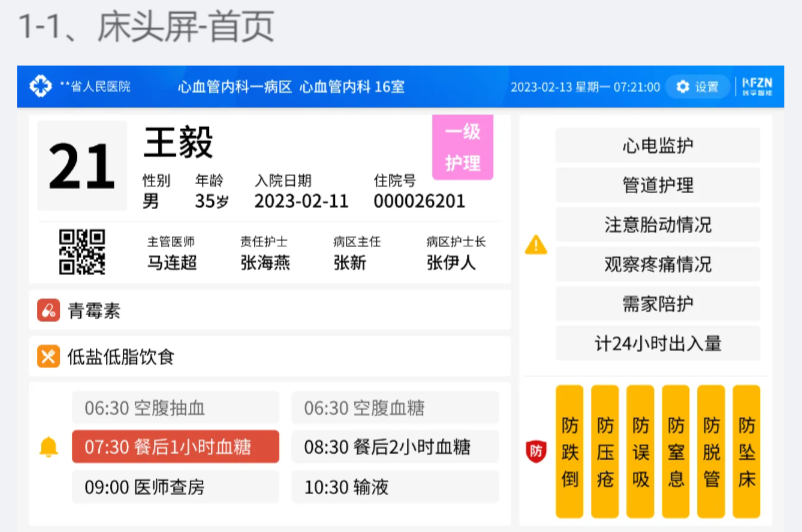 1-1、床头屏-首页
**省人民医院 心血管内科一病区 心血管内科 16室 2023-02-13 星期一 07:21:00 设置
21
王毅
一级
护理
性别 年龄 入院日期 住院号
男 35岁 2023-02-11 000026201
主管医师 责任护士 病区主任 病区护士长
马连超 张海燕 张新 张伊人
青霉素
低盐低脂饮食
06:30 空腹抽血 06:30 空腹血糖
07:30 餐后1小时血糖 08:30 餐后2小时血糖
09:00 医师查房 10:30 输液
心电监护
管道护理
注意胎动情况
观察疼痛情况
需家陪护
计24小时出入量
防
防跌倒
防压疮
防误吸
防窒息
防脱管
防坠床